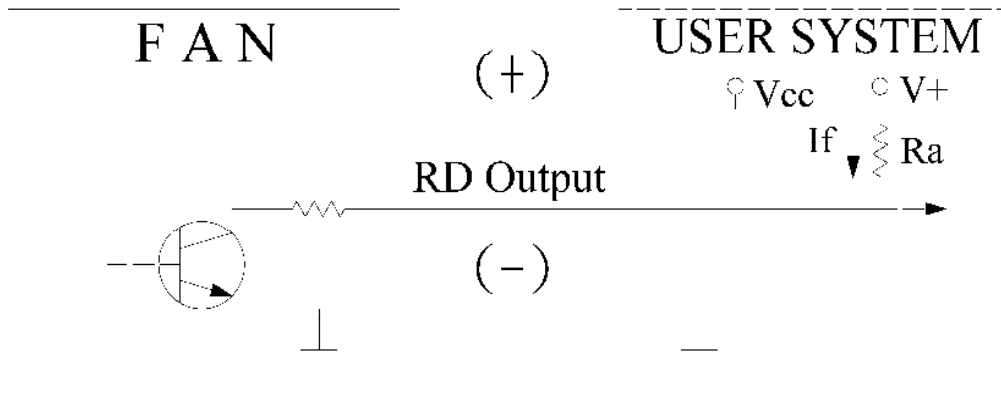 F A N
USER SYSTEM
(+)
Vcc
V+
If
Ra
RD Output
(-)